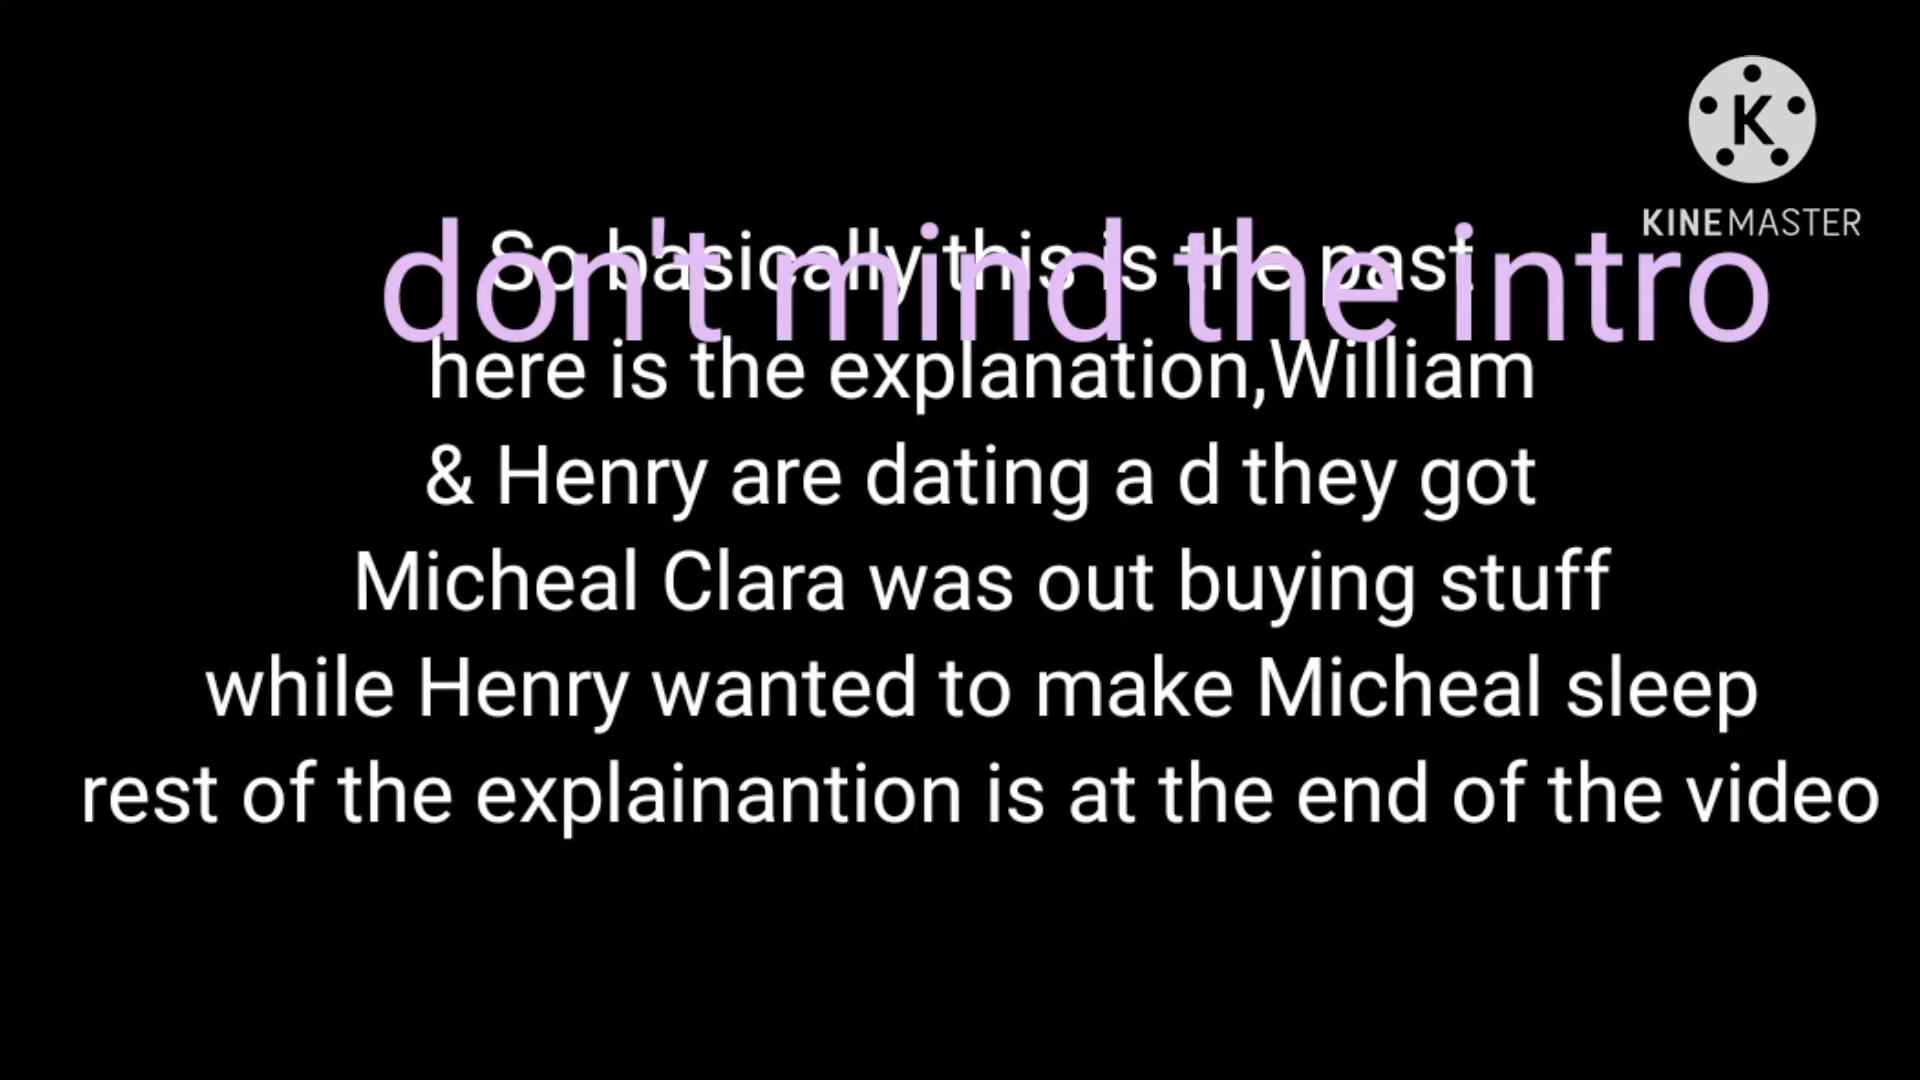 So basically this is the past
don't mind the intro
here is the explanation,William
& Henry are dating a d they got
Micheal Clara was out buying stuff
while Henry wanted to make Micheal sleep
rest of the explainantion is at the end of the video
K
KINEMASTER